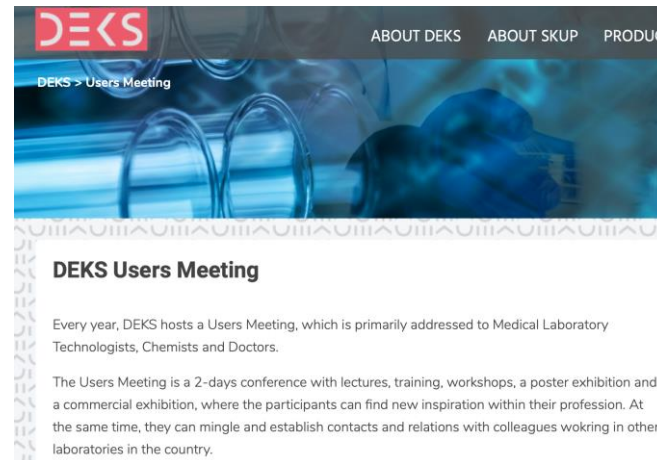 DEKS
ABOUT DEKS ABOUT SKUP
DEKS > Users Meeting
DEKS Users Meeting
Every year, DEKS hosts a Users Meeting, which is primarily addressed to Medical Laboratory
Technologists, Chemists and Doctors.
The Users Meeting is a 2-days conference with lectures, training, workshops, a poster exhibition and
a commercial exhibition, where the participants can find new inspiration within their profession. At
the same time, they can mingle and establish contacts and relations with colleagues wokring in other
laboratories in the country.